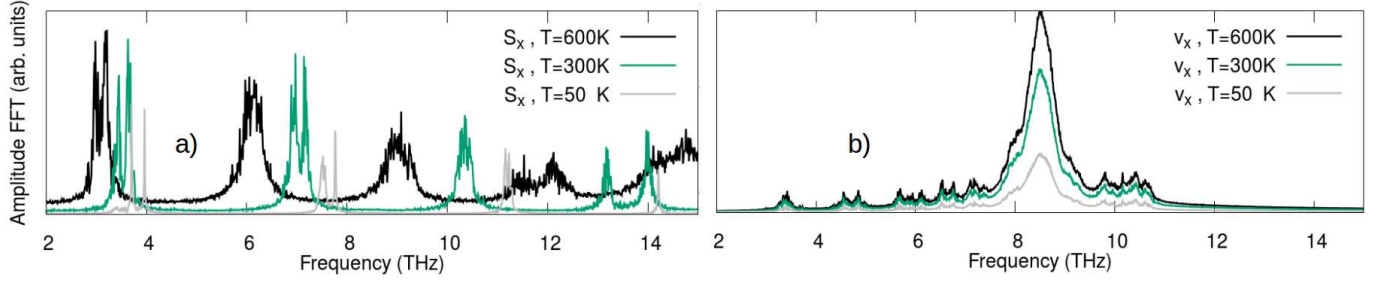 Amplitude FFT (arb. units)
Sx , T=600K
Sx , T=300K
Sx , T=50 K
a)
2 4 6 8 10 12 14
Frequency (THz)
vx , T=600K
vx , T=300K
vx , T=50 K
b)
2 4 6 8 10 12 14
Frequency (THz)